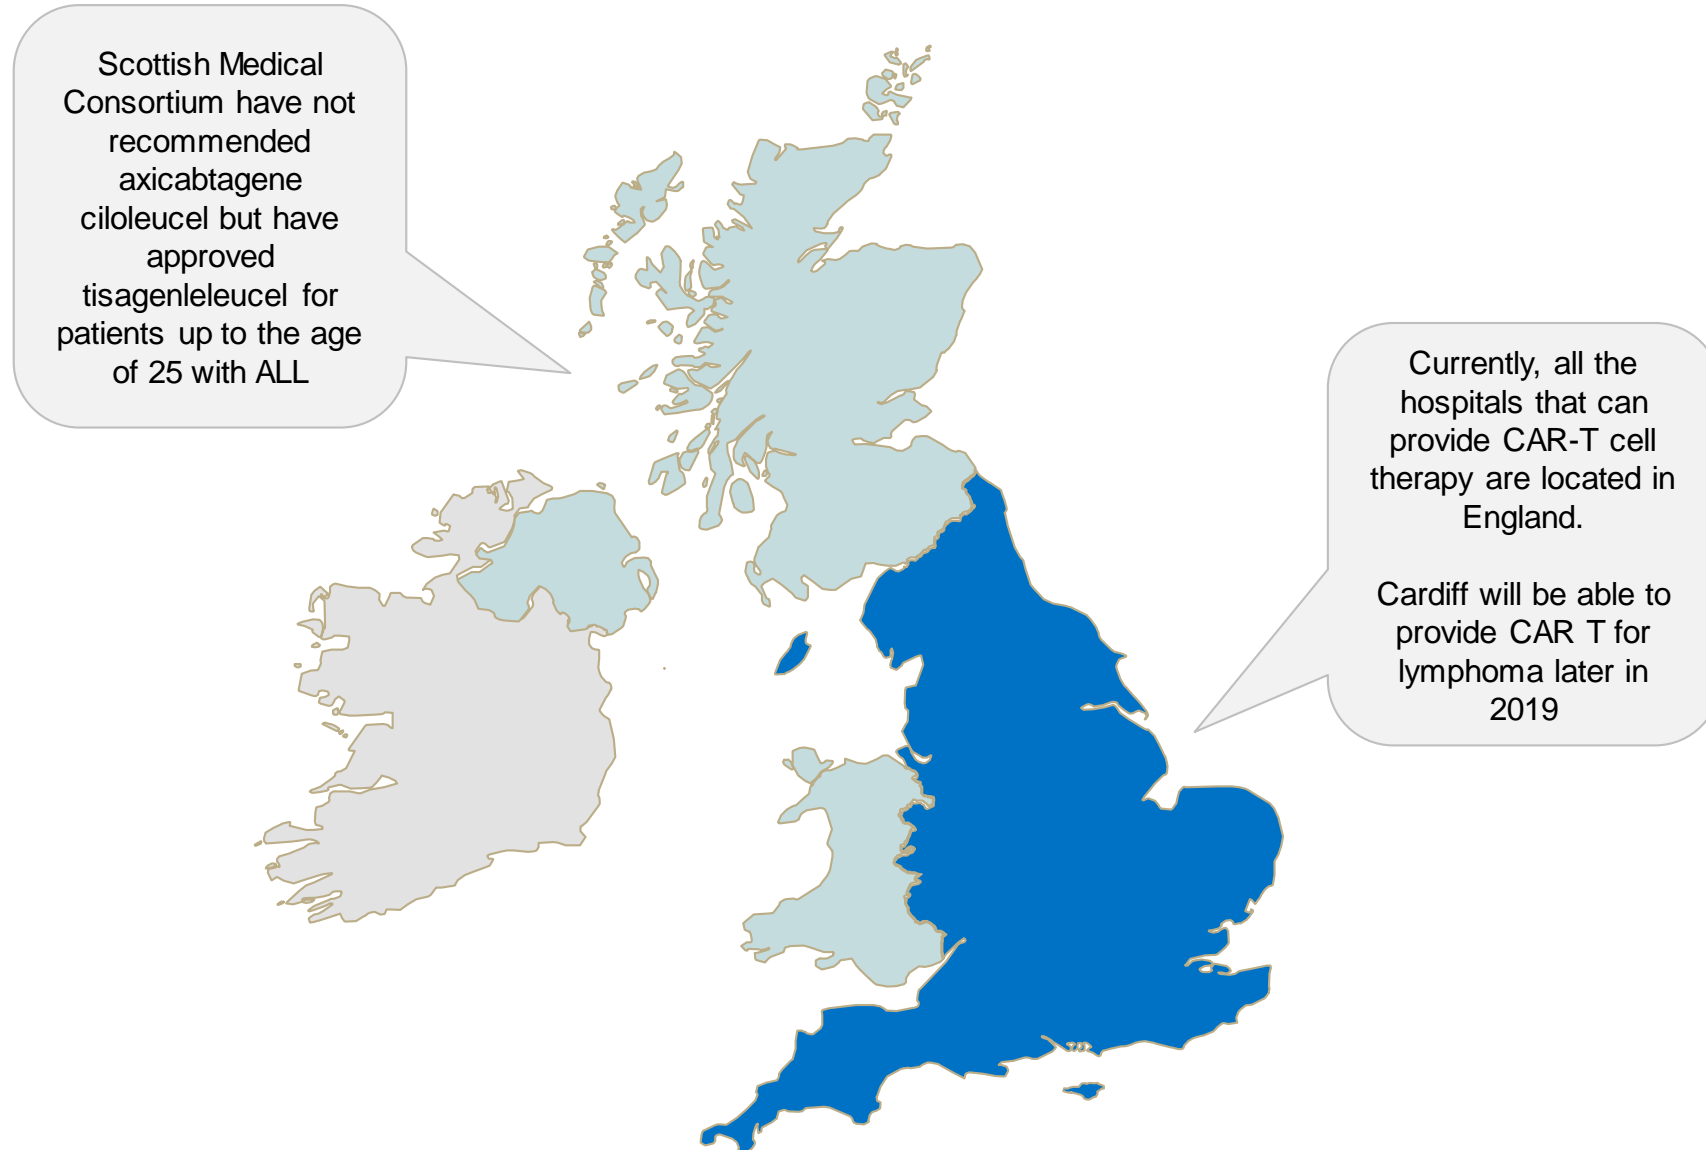 Scottish Medical
Consortium have not
recommended
axicabtagene
ciloleucel but have
approved
tisagenleleucel for
patients up to the age
of 25 with ALL
Currently, all the
hospitals that can
provide CAR-T cell
therapy are located in
England.
Cardiff will be able to
provide CAR T for
lymphoma later in
2019